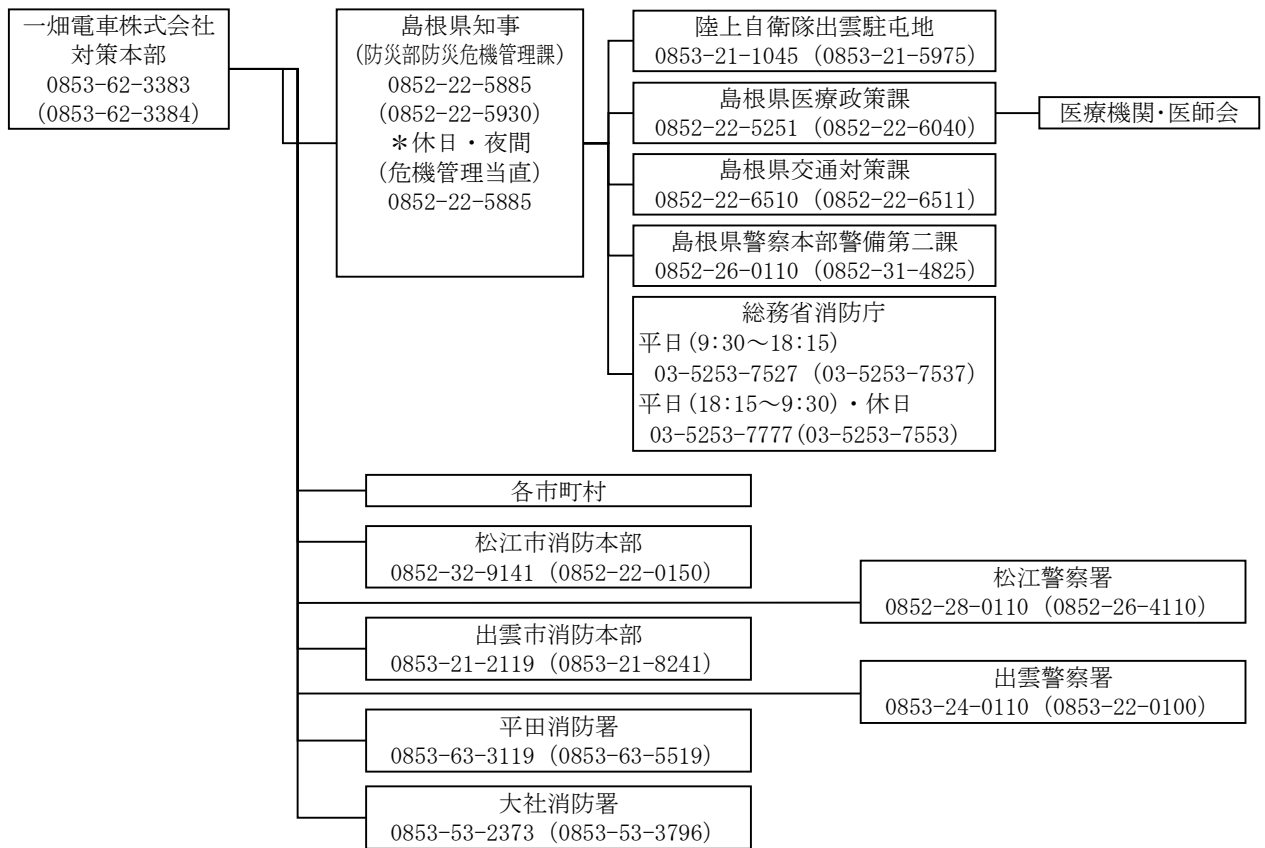 一畑電車株式会社
対策本部
0853-62-3383
(0853-62-3384)
島根県知事
(防災部防災危機管理課)
0852-22-5885
(0852-22-5930)
＊休日・夜間
(危機管理当直)
0852-22-5885
陸上自衛隊出雲駐屯地
0853-21-1045 (0853-21-5975)
島根県医療政策課
0852-22-5251 (0852-22-6040)
医療機関・医師会
島根県交通対策課
0852-22-6510 (0852-22-6511)
島根県警察本部警備第二課
0852-26-0110 (0852-31-4825)
総務省消防庁
平日(9:30～18:15)
03-5253-7527 (03-5253-7537)
平日(18:15～9:30)・休日
03-5253-7777(03-5253-7553)
各市町村
松江市消防本部
0852-32-9141 (0852-22-0150)
松江警察署
0852-28-0110 (0852-26-4110)
出雲市消防本部
0853-21-2119 (0853-21-8241)
出雲警察署
0853-24-0110 (0853-22-0100)
平田消防署
0853-63-3119 (0853-63-5519)
大社消防署
0853-53-2373 (0853-53-3796)